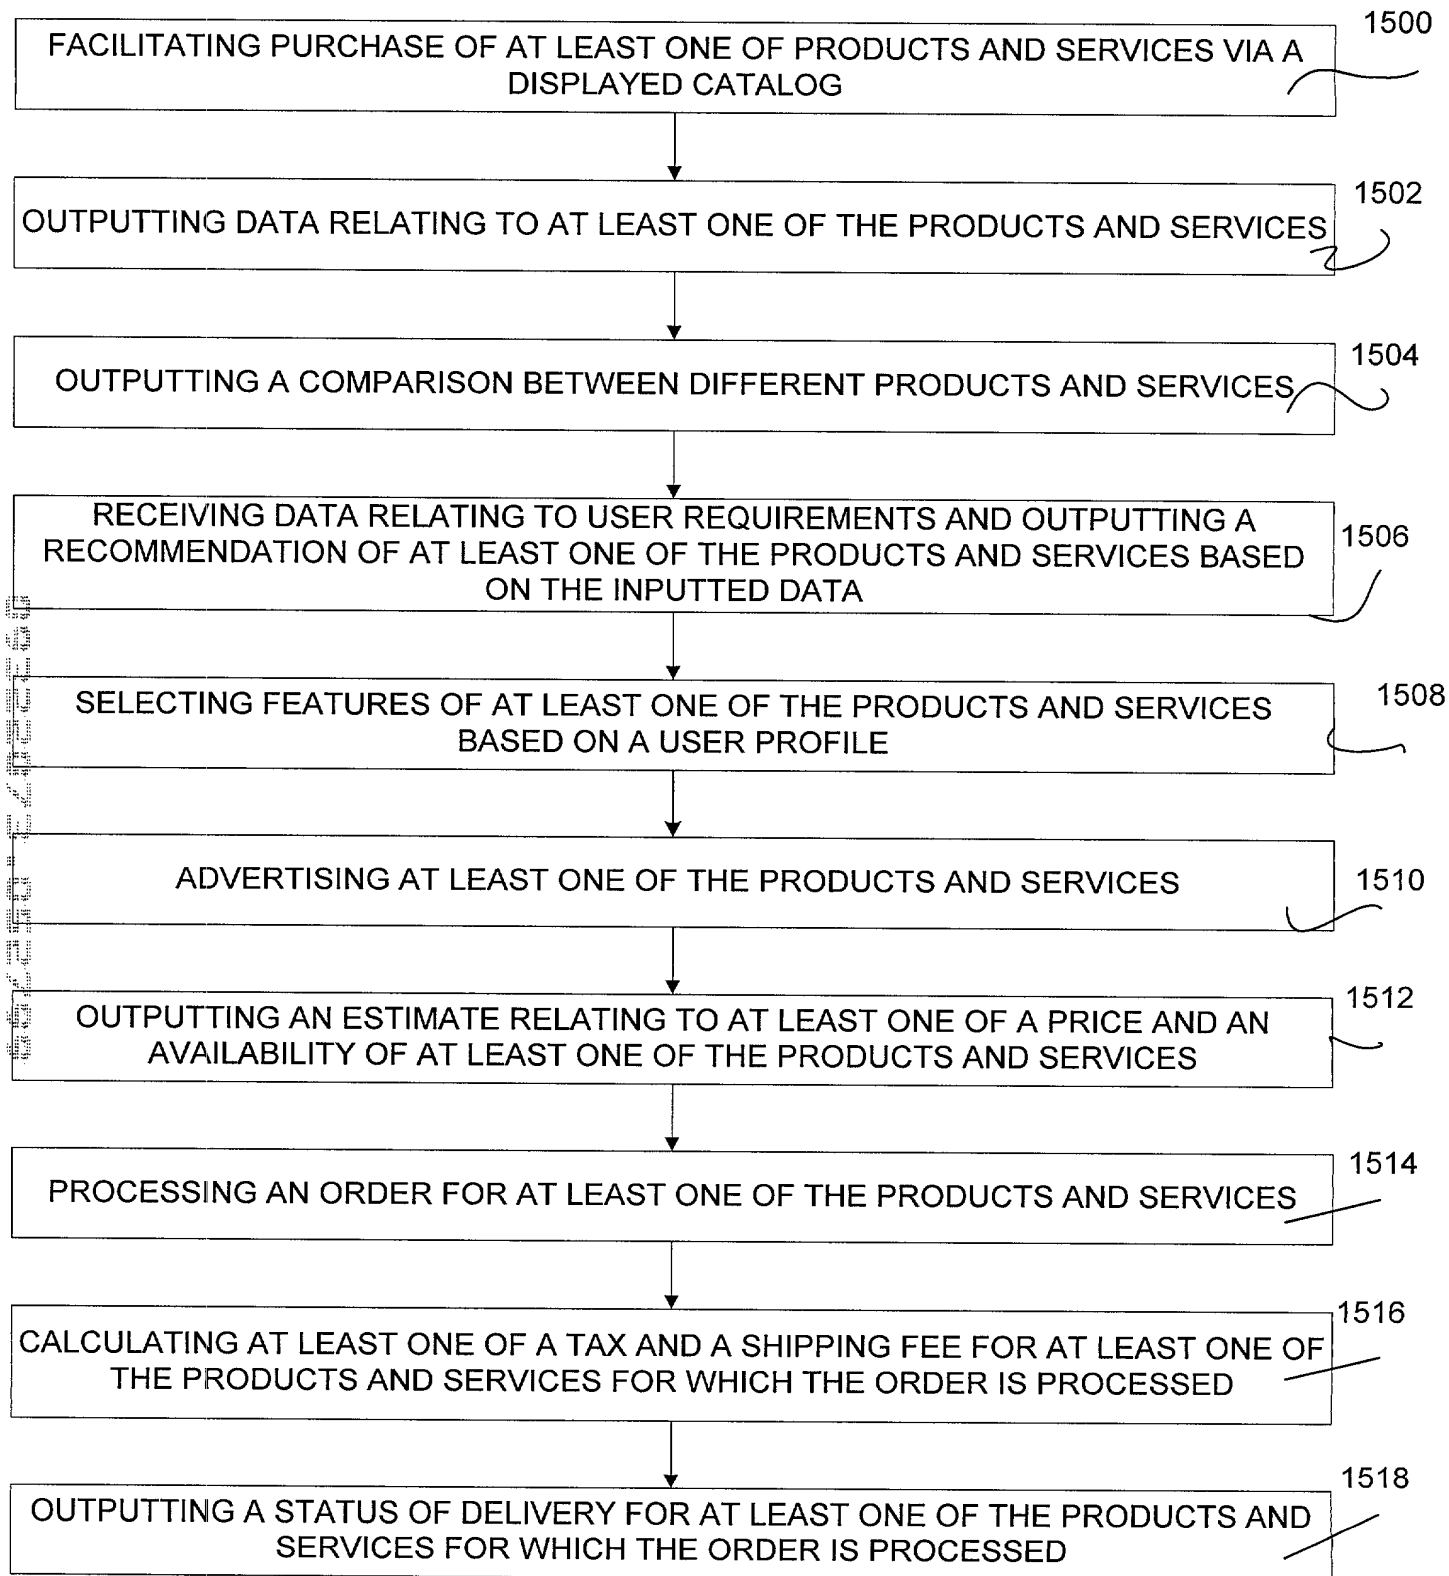 1500
FACILITATING PURCHASE OF AT LEAST ONE OF PRODUCTS AND SERVICES VIA A
DISPLAYED CATALOG
1502
OUTPUTTING DATA RELATING TO AT LEAST ONE OF THE PRODUCTS AND SERVICES
1504
OUTPUTTING A COMPARISON BETWEEN DIFFERENT PRODUCTS AND SERVICES
RECEIVING DATA RELATING TO USER REQUIREMENTS AND OUTPUTTING A
1506
RECOMMENDATION OF AT LEAST ONE OF THE PRODUCTS AND SERVICES BASED
ON THE INPUTTED DATA
1508
SELECTING FEATURES OF AT LEAST ONE OF THE PRODUCTS AND SERVICES
BASED ON A USER PROFILE
ADVERTISING AT LEAST ONE OF THE PRODUCTS AND SERVICES
1510
1512
OUTPUTTING AN ESTIMATE RELATING TO AT LEAST ONE OF A PRICE AND AN
AVAILABILITY OF AT LEAST ONE OF THE PRODUCTS AND SERVICES
1514
PROCESSING AN ORDER FOR AT LEAST ONE OF THE PRODUCTS AND SERVICES
1516
CALCULATING AT LEAST ONE OF A TAX AND A SHIPPING FEE FOR AT LEAST ONE OF
THE PRODUCTS AND SERVICES FOR WHICH THE ORDER IS PROCESSED
1518
OUTPUTTING A STATUS OF DELIVERY FOR AT LEAST ONE OF THE PRODUCTS AND
SERVICES FOR WHICH THE ORDER IS PROCESSED